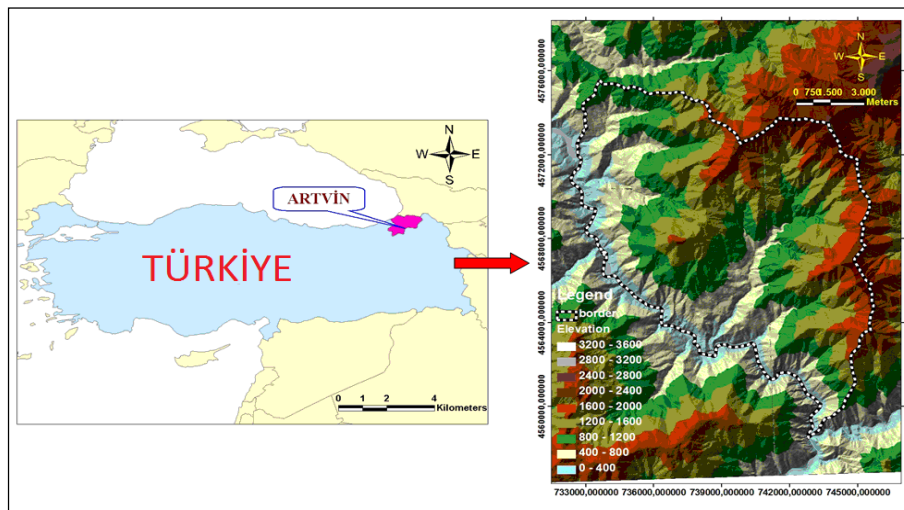 N
W E
S
ARTVİN
TÜRKİYE
0 1 2 4
Kilometers
N
W E
S
0 750 1.500 3.000
Meters
4576000,000000
4572000,000000
4568000,000000
4564000,000000
4560000,000000
Legend
border
Elevation
3200 - 3600
2800 - 3200
2400 - 2800
2000 - 2400
1600 - 2000
1200 - 1600
800 - 1200
400 - 800
0 - 400
733000,000000 736000,000000 739000,000000 742000,000000 745000,000000